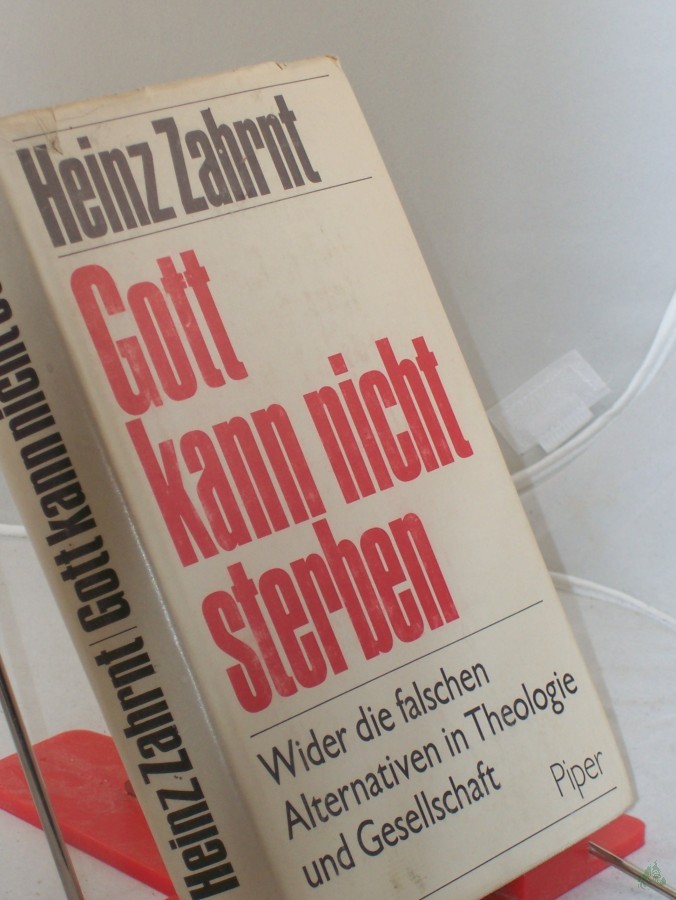 Heinz Zahrnt
Gott
kann nicht
sterben
Wider die falschen
Alternativen in Theologie
und Gesellschaft
Piper
Heinz Zahrnt | Gott kann nicht